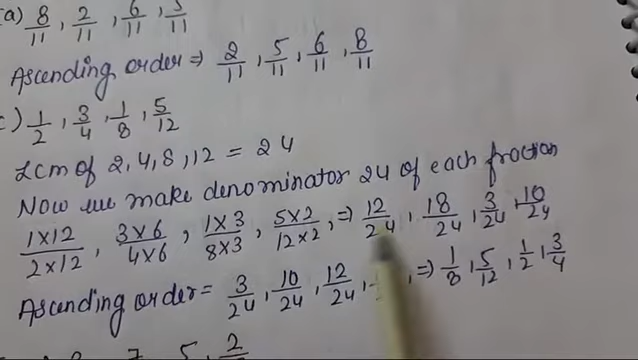 (a) 8/11, 2/11, 6/11, 5/11
Ascending order ⇒ 2/11, 5/11, 6/11, 8/11
c) 1/2, 3/4, 1/8, 5/12
Lcm of 2,4,8,12 = 24
Now we make denominator 24 of each fraction
1×12/2×12, 3×6/4×6, 1×3/8×3, 5×2/12×2, ⇒ 12/24, 18/24, 3/24, 10/24
Ascending order = 3/24, 10/24, 12/24, ⇒ 1/8, 5/12, 1/2, 3/4